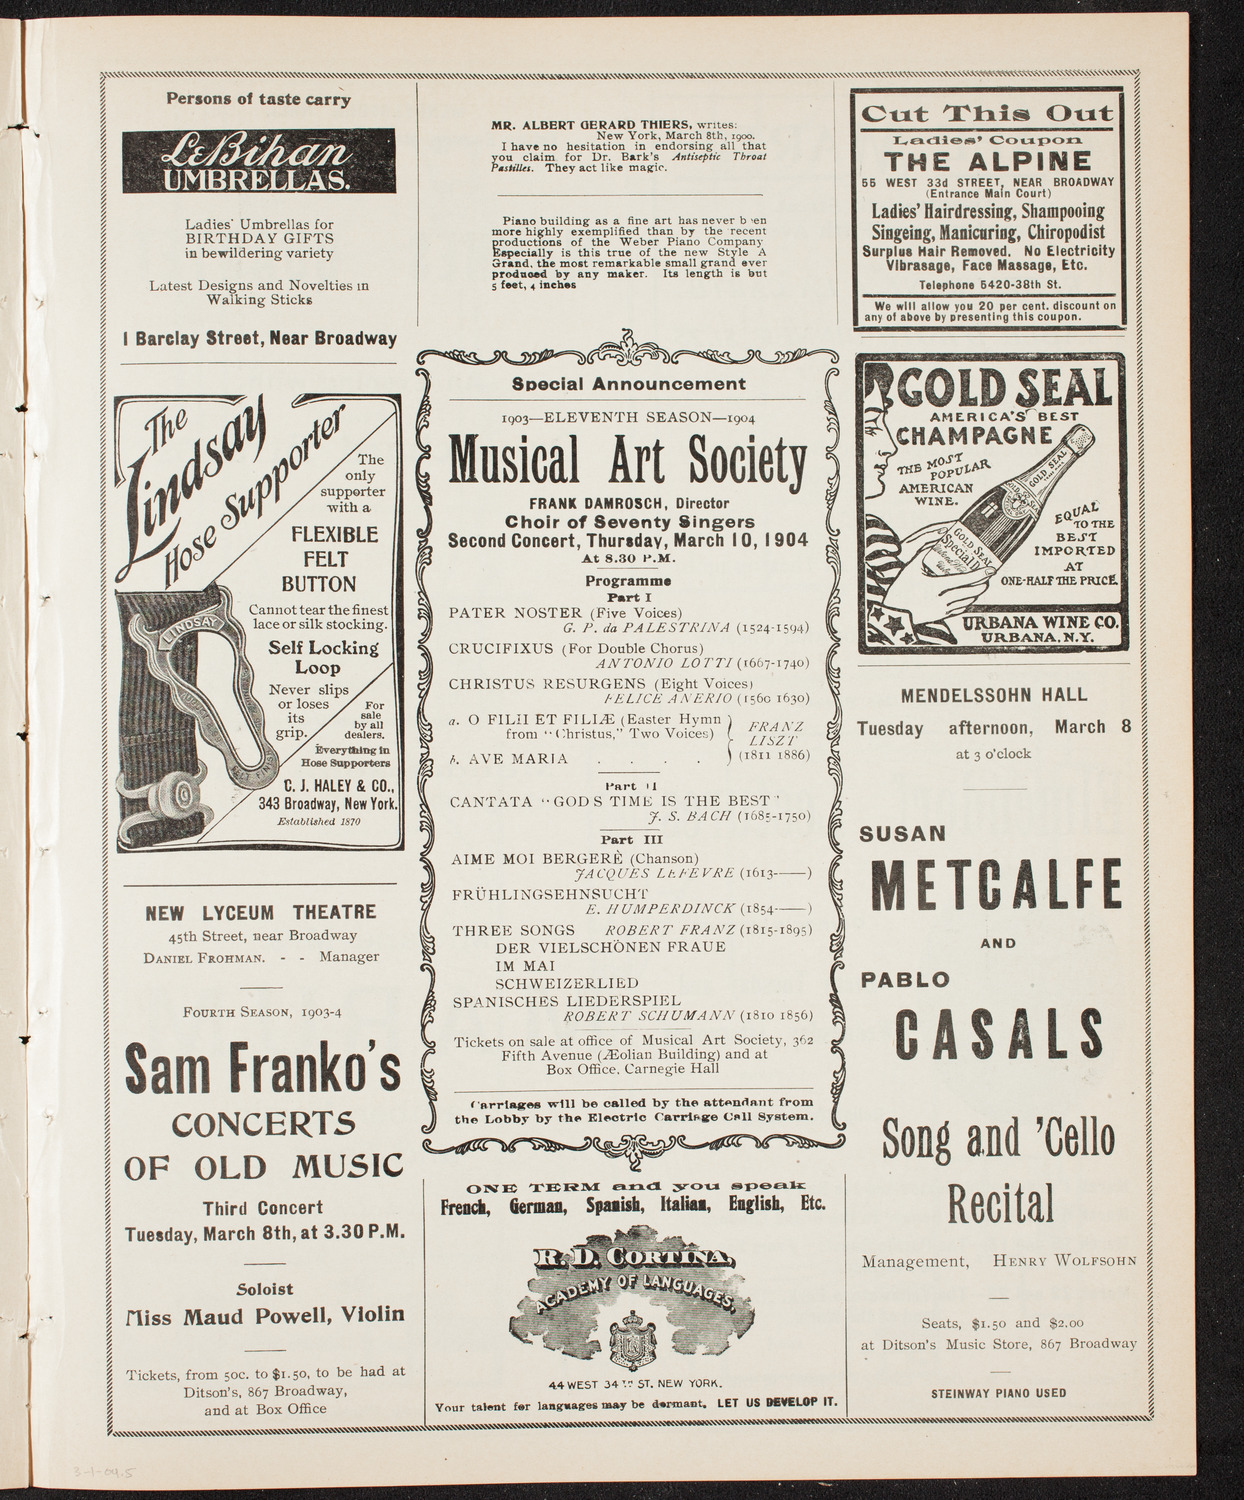 Persons of taste carry
LeBihan
UMBRELLAS.
Ladies' Umbrellas for
BIRTHDAY GIFTS
in bewildering variety
Latest Designs and Novelties in
Walking Sticks
1 Barclay Street, Near Broadway
The
Lindsay
Hose Supporter
The
only
supporter
with a
FLEXIBLE
FELT
BUTTON
Cannot tear the finest
lace or silk stocking.
Self Locking
Loop
Never slips
or loses
its
grip.
For
sale
by all
dealers.
Everything in
Hose Supporters
C. J. HALEY & CO.,
343 Broadway, New York.
Established 1870
LINDSAY
NEW LYCEUM THEATRE
45th Street, near Broadway
DANIEL FROHMAN. - - Manager
FOURTH SEASON, 1903-4
Sam Franko's
CONCERTS
OF OLD MUSIC
Third Concert
Tuesday, March 8th, at 3.30 P.M.
Soloist
Miss Maud Powell, Violin
Tickets, from 50c. to $1.50, to be had at
Ditson's, 867 Broadway,
and at Box Office
MR. ALBERT GERARD THIERS, writes:
New York, March 8th, 1900.
I have no hesitation in endorsing all that
you claim for Dr. Bark's Antiseptic Throat
Pastilles. They act like magic.
Piano building as a fine art has never b en
more highly exemplified than by the recent
productions of the Weber Piano Company
Especially is this true of the new Style A
Grand, the most remarkable small grand ever
produced by any maker. Its length is but
5 feet, 4 inches
Special Announcement
1903—ELEVENTH SEASON—1904
Musical Art Society
FRANK DAMROSCH, Director
Choir of Seventy Singers
Second Concert, Thursday, March 10, 1904
At 8.30 P.M.
Programme
Part I
PATER NOSTER (Five Voices)
G. P. da PALESTRINA (1524-1594)
CRUCIFIXUS (For Double Chorus)
ANTONIO LOTTI (1667-1740)
CHRISTUS RESURGENS (Eight Voices)
FELICE ANERIO (1560 1630)
a. O FILII ET FILIÆ (Easter Hymn
from "Christus," Two Voices)
FRANZ
LISZT
b. AVE MARIA . . . . (1811 1886)
Part II
CANTATA "GOD S TIME IS THE BEST"
J. S. BACH (1685-1750)
Part III
AIME MOI BERGERÈ (Chanson)
JACQUES LEFEVRE (1613-——)
FRÜHLINGSEHNSUCHT
E. HUMPERDINCK (1854-——)
THREE SONGS ROBERT FRANZ (1815-1895)
DER VIELSCHÖNEN FRAUE
IM MAI
SCHWEIZERLIED
SPANISCHES LIEDERSPIEL
ROBERT SCHUMANN (1810 1856)
Tickets on sale at office of Musical Art Society, 362
Fifth Avenue (Æolian Building) and at
Box Office, Carnegie Hall
Carriages will be called by the attendant from
the Lobby by the Electric Carriage Call System.
ONE TERM and you speak
French, German, Spanish, Italian, English, Etc.
R. D. CORTINA,
ACADEMY OF LANGUAGES,
44 WEST 34TH ST. NEW YORK.
Your talent for languages may be dormant. LET US DEVELOP IT.
Cut This Out
Ladies' Coupon
THE ALPINE
55 WEST 33d STREET, NEAR BROADWAY
(Entrance Main Court)
Ladies' Hairdressing, Shampooing
Singeing, Manicuring, Chiropodist
Surplus Hair Removed. No Electricity
Vibrasage, Face Massage, Etc.
Telephone 5420-38th St.
We will allow you 20 per cent. discount on
any of above by presenting this coupon.
GOLD SEAL
AMERICA'S BEST
CHAMPAGNE
THE MOST
POPULAR
AMERICAN
WINE.
EQUAL
TO THE
BEST
IMPORTED
AT
ONE-HALF THE PRICE.
GOLD SEAL
GOLD SEAL
Special Dry
URBANA WINE CO.
URBANA, N.Y.
MENDELSSOHN HALL
Tuesday afternoon, March 8
at 3 o'clock
SUSAN
METCALFE
AND
PABLO
CASALS
Song and 'Cello
Recital
Management, HENRY WOLFSOHN
Seats, $1.50 and $2.00
at Ditson's Music Store, 867 Broadway
STEINWAY PIANO USED
3-1-04.5